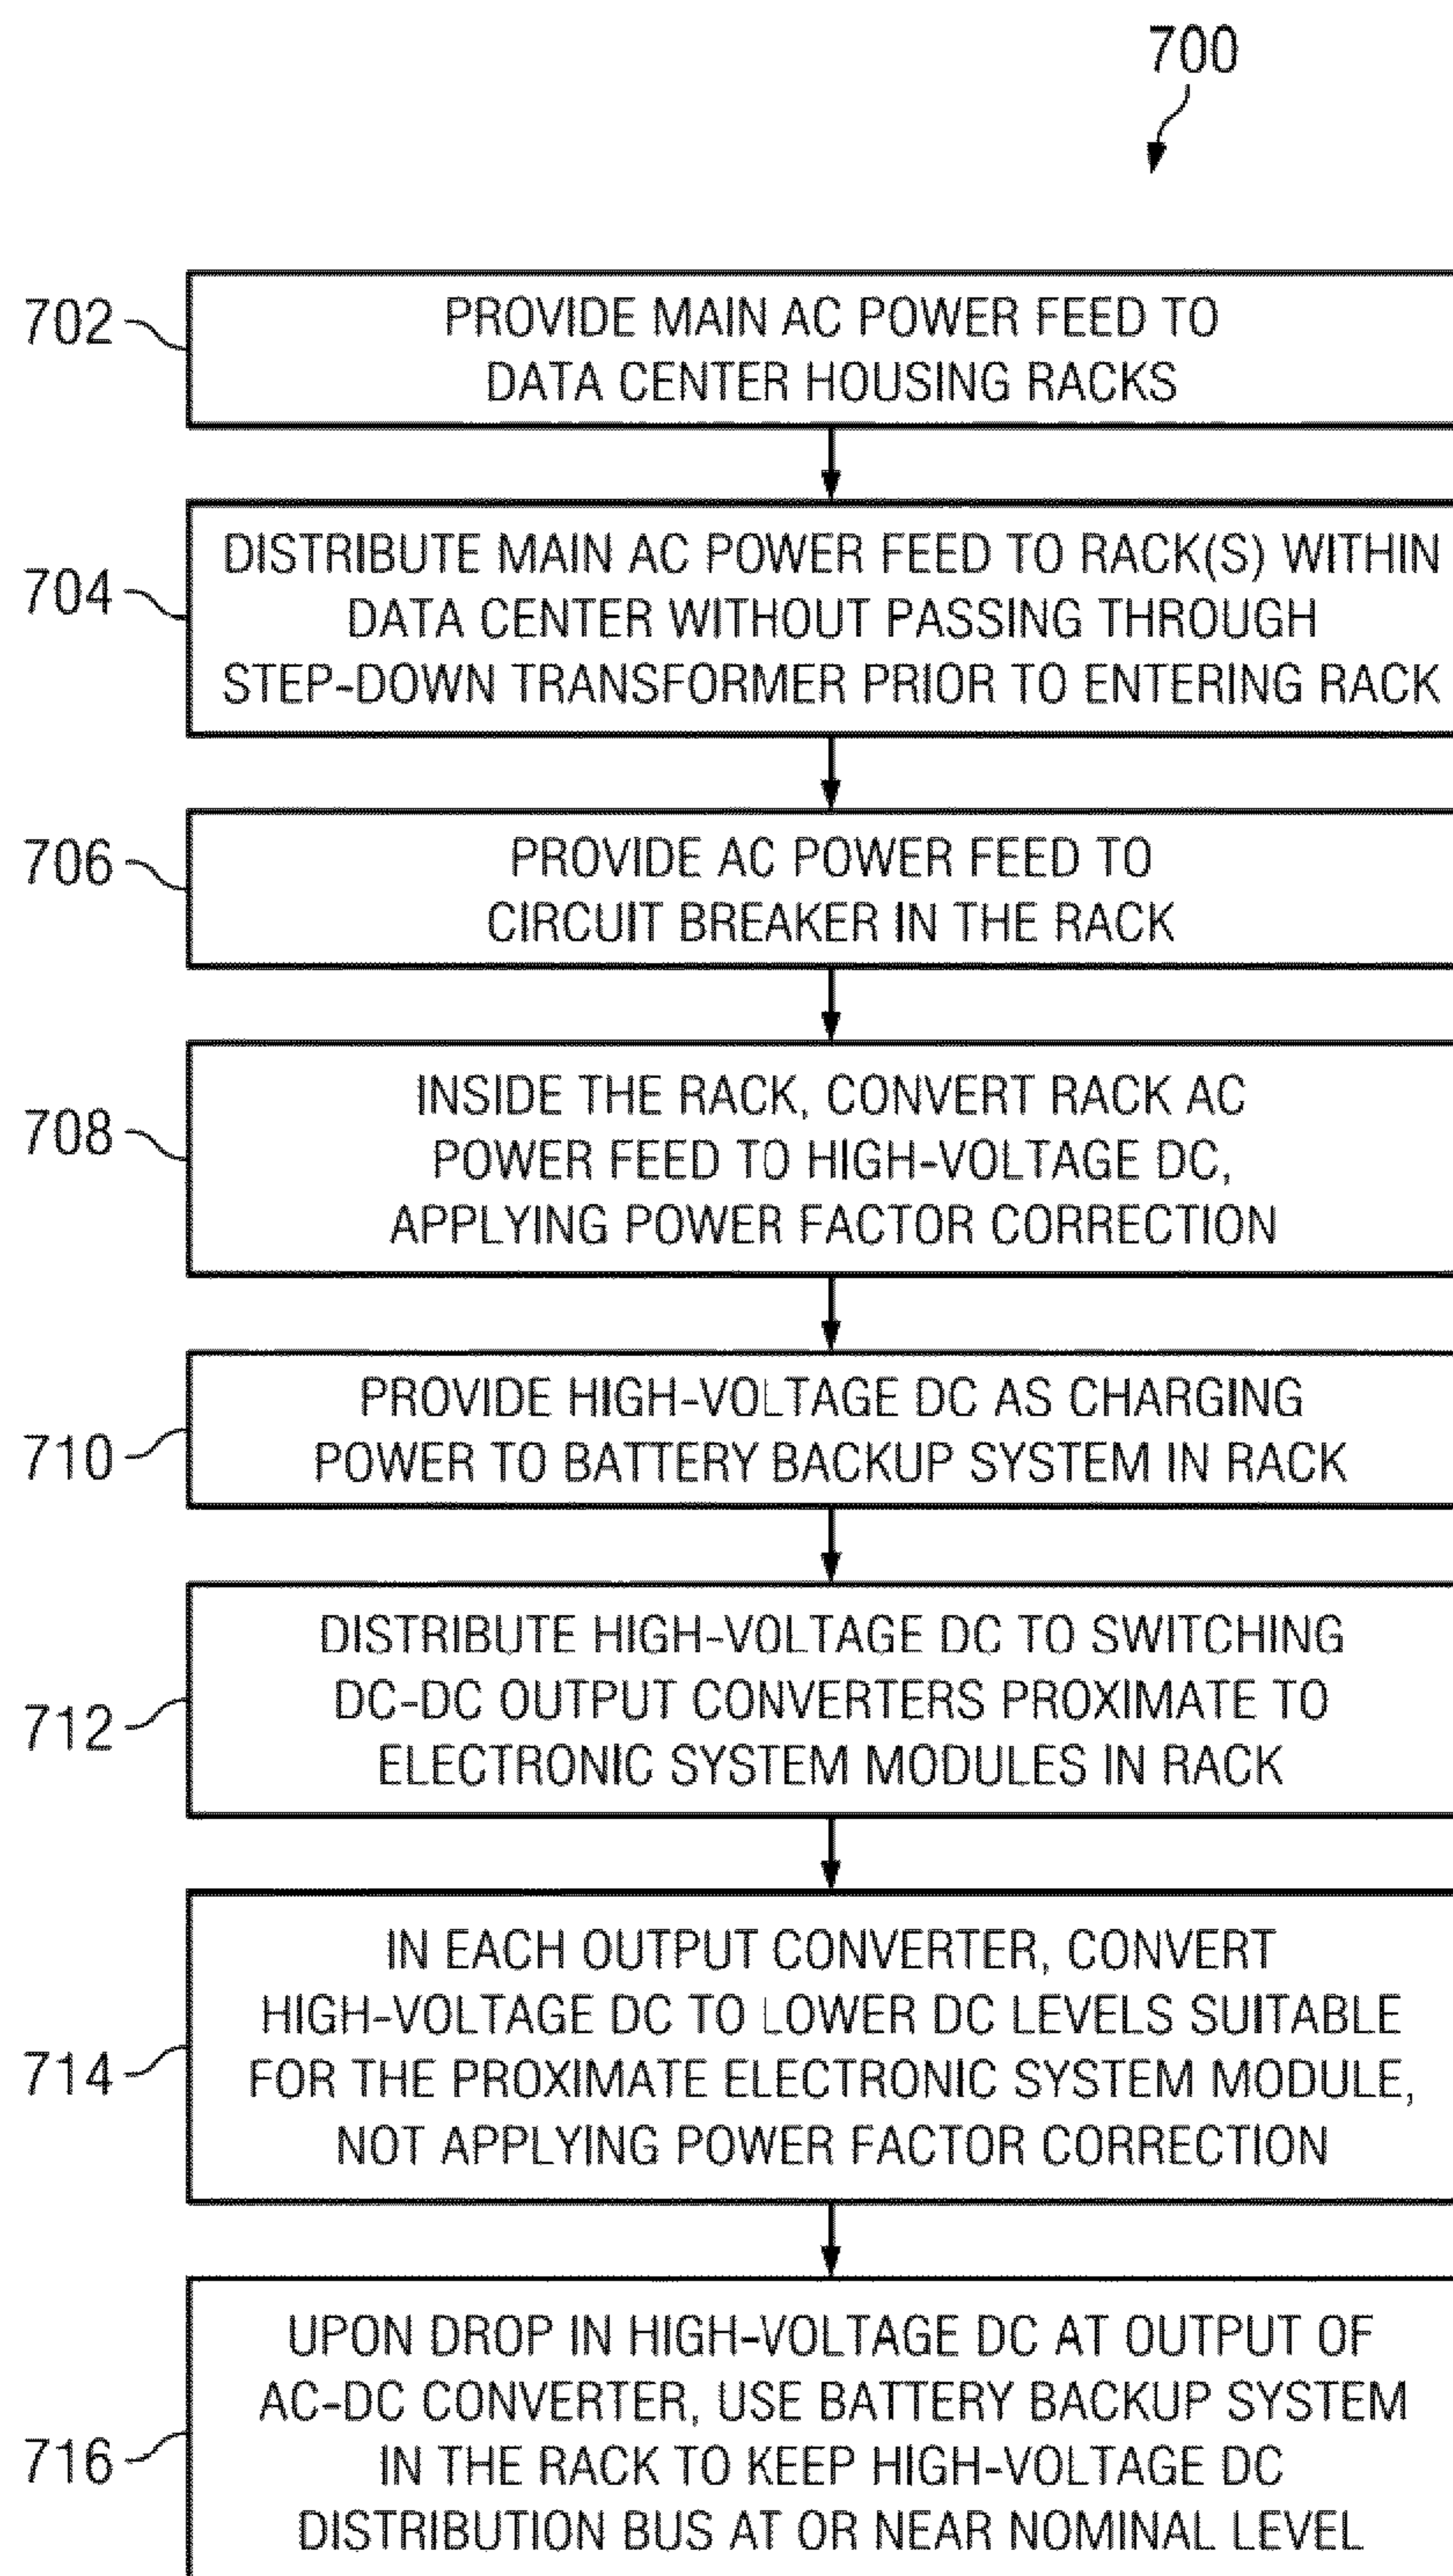 700
702
PROVIDE MAIN AC POWER FEED TO
DATA CENTER HOUSING RACKS
704
DISTRIBUTE MAIN AC POWER FEED TO RACK(S) WITHIN
DATA CENTER WITHOUT PASSING THROUGH
STEP-DOWN TRANSFORMER PRIOR TO ENTERING RACK
706
PROVIDE AC POWER FEED TO
CIRCUIT BREAKER IN THE RACK
708
INSIDE THE RACK, CONVERT RACK AC
POWER FEED TO HIGH-VOLTAGE DC,
APPLYING POWER FACTOR CORRECTION
710
PROVIDE HIGH-VOLTAGE DC AS CHARGING
POWER TO BATTERY BACKUP SYSTEM IN RACK
712
DISTRIBUTE HIGH-VOLTAGE DC TO SWITCHING
DC-DC OUTPUT CONVERTERS PROXIMATE TO
ELECTRONIC SYSTEM MODULES IN RACK
714
IN EACH OUTPUT CONVERTER, CONVERT
HIGH-VOLTAGE DC TO LOWER DC LEVELS SUITABLE
FOR THE PROXIMATE ELECTRONIC SYSTEM MODULE,
NOT APPLYING POWER FACTOR CORRECTION
716
UPON DROP IN HIGH-VOLTAGE DC AT OUTPUT OF
AC-DC CONVERTER, USE BATTERY BACKUP SYSTEM
IN THE RACK TO KEEP HIGH-VOLTAGE DC
DISTRIBUTION BUS AT OR NEAR NOMINAL LEVEL